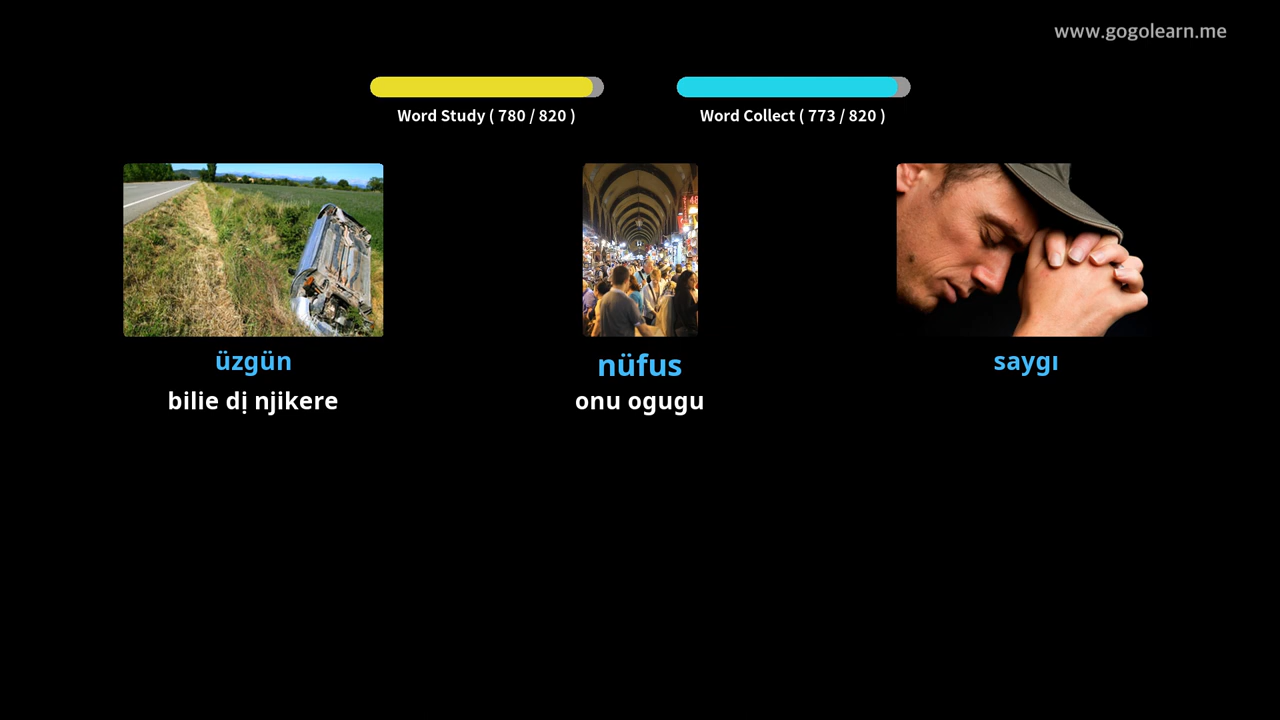 www.gogolearn.me
Word Study ( 780 / 820 )
Word Collect ( 773 / 820 )
üzgün
nüfus
saygı
bilie dị njikere
onu ogugu